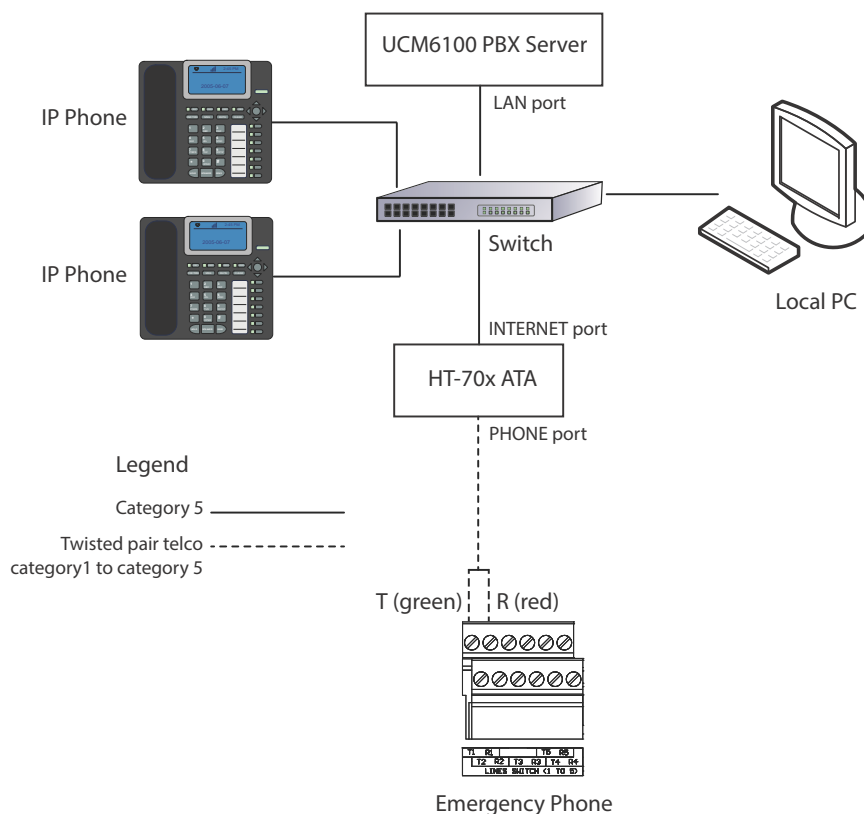 UCM6100 PBX Server
LAN port
IP Phone
IP Phone
Switch
Local PC
INTERNET port
HT-70x ATA
PHONE port
Legend
Category 5
Twisted pair telco
category1 to category 5
T (green)
R (red)
T1 R1 T5 R5
T2 R2 T3 R3 T4 R4
LINES SWITCH (1 TO 5)
Emergency Phone